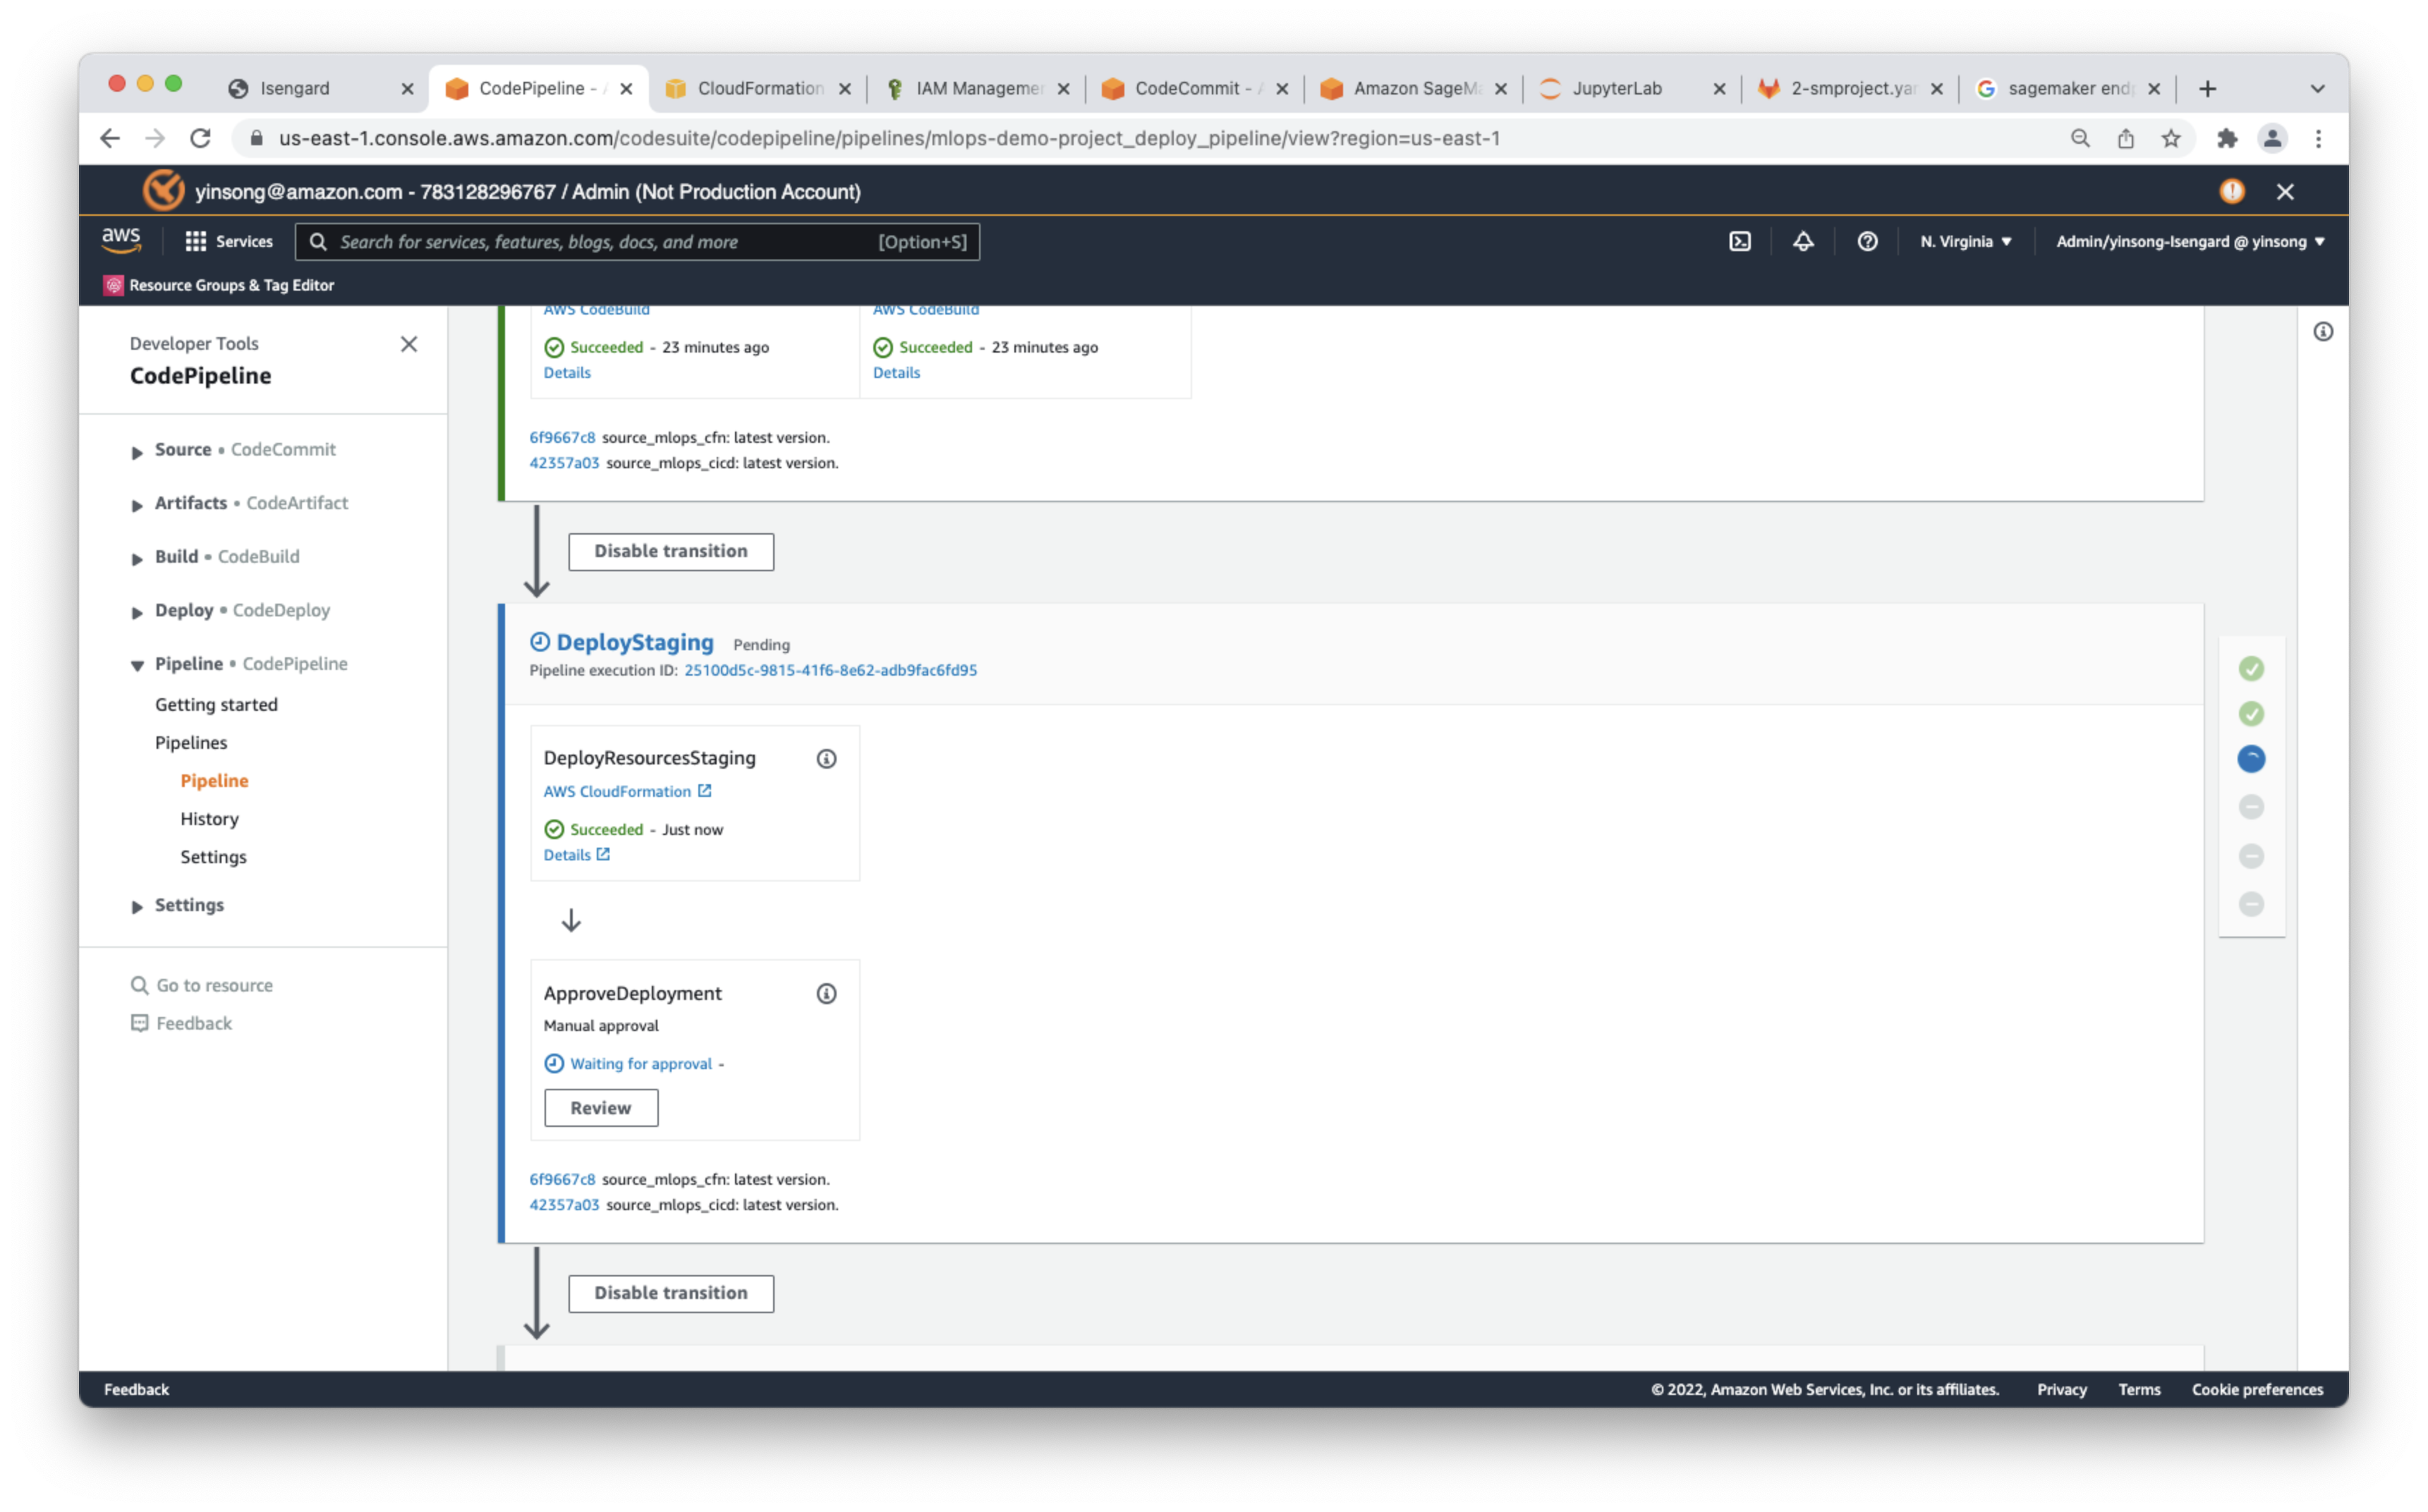 Isengard
CodePipeline - A
CloudFormation
IAM Managemen
CodeCommit - A
Amazon SageMa
JupyterLab
2-smproject.yan
sagemaker endp
us-east-1.console.aws.amazon.com/codesuite/codepipeline/pipelines/mlops-demo-project_deploy_pipeline/view?region=us-east-1
yinsong@amazon.com - 783128296767 / Admin (Not Production Account)
aws
Services
Search for services, features, blogs, docs, and more
[Option+S]
N. Virginia
Admin/yinsong-Isengard @ yinsong
Resource Groups & Tag Editor
Developer Tools
CodePipeline
Source • CodeCommit
Artifacts • CodeArtifact
Build • CodeBuild
Deploy • CodeDeploy
Pipeline • CodePipeline
Getting started
Pipelines
Pipeline
History
Settings
Settings
Go to resource
Feedback
AWS CodeBuild
Succeeded - 23 minutes ago
Details
AWS CodeBuild
Succeeded - 23 minutes ago
Details
6f9667c8 source_mlops_cfn: latest version.
42357a03 source_mlops_cicd: latest version.
Disable transition
DeployStaging Pending
Pipeline execution ID: 25100d5c-9815-41f6-8e62-adb9fac6fd95
DeployResourcesStaging
AWS CloudFormation
Succeeded - Just now
Details
ApproveDeployment
Manual approval
Waiting for approval -
Review
6f9667c8 source_mlops_cfn: latest version.
42357a03 source_mlops_cicd: latest version.
Disable transition
Feedback
© 2022, Amazon Web Services, Inc. or its affiliates.
Privacy
Terms
Cookie preferences